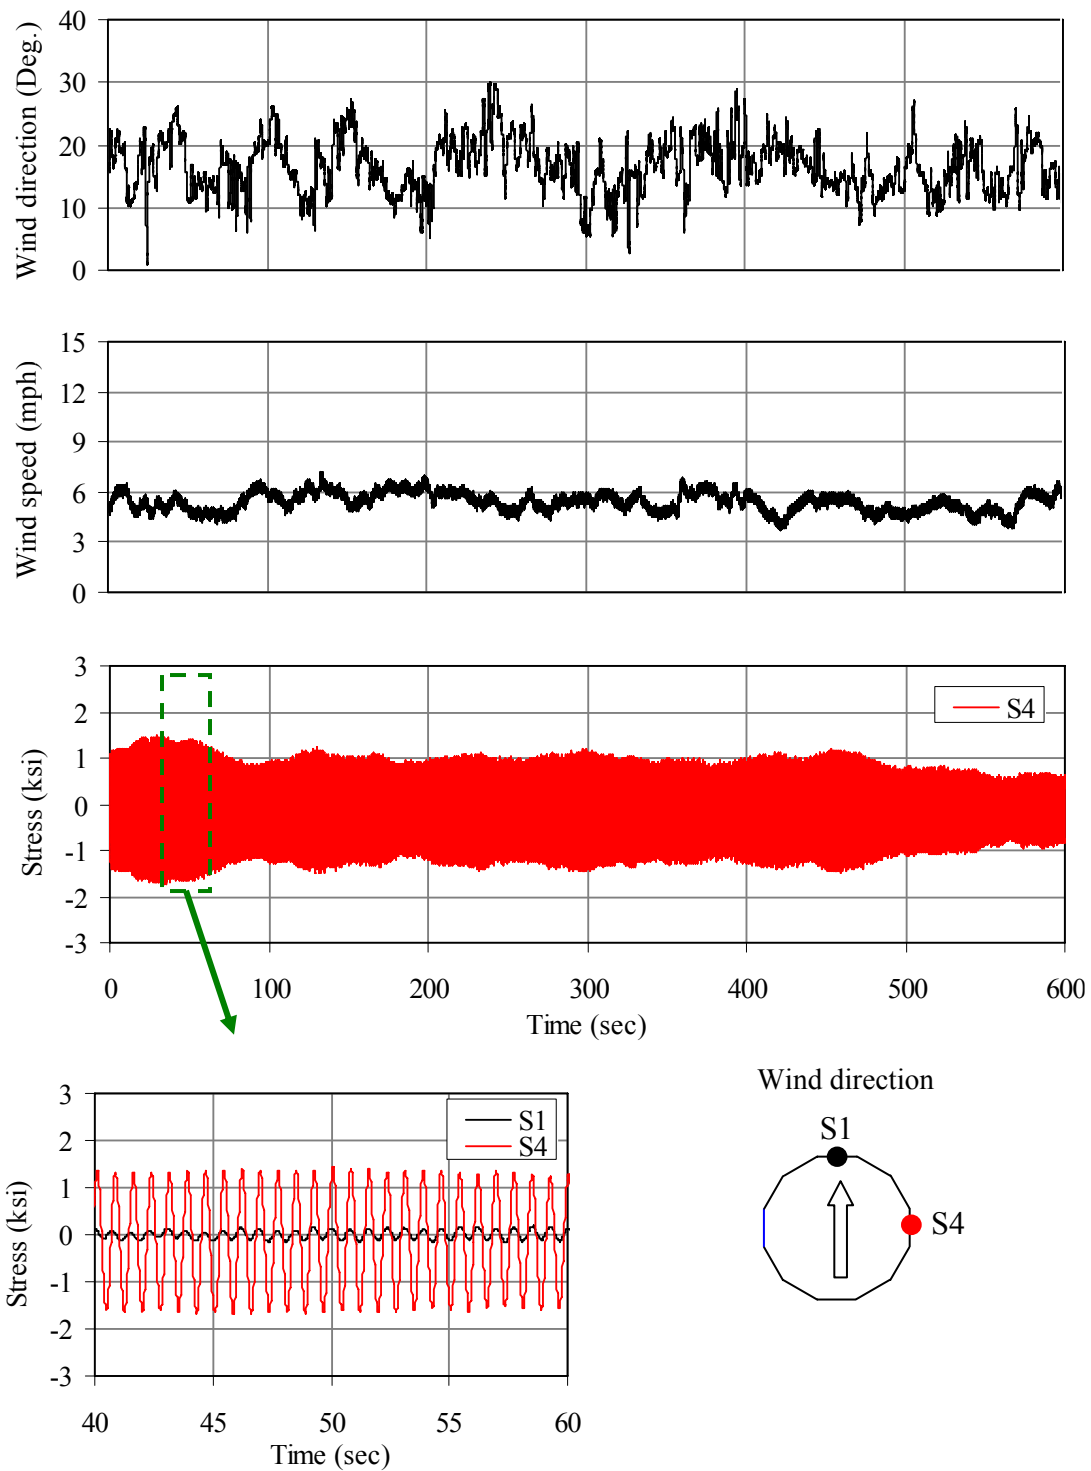 Wind direction (Deg.)
40
30
20
10
0
Wind speed (mph)
15
12
9
6
3
0
Stress (ksi)
3
2
1
0
-1
-2
-3
S4
0 100 200 300 400 500 600
Time (sec)
Stress (ksi)
3
2
1
0
-1
-2
-3
S1
S4
40 45 50 55 60
Time (sec)
Wind direction
S1
S4